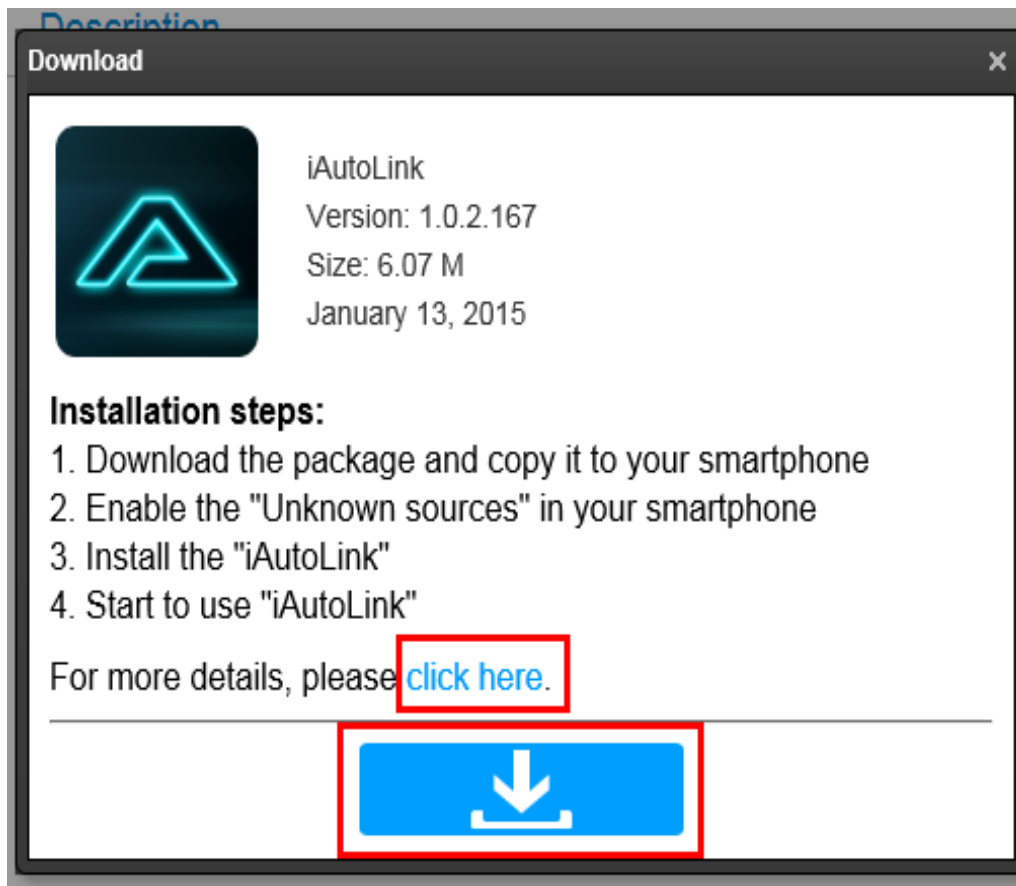 Description
Download
iAutoLink
Version: 1.0.2.167
Size: 6.07 M
January 13, 2015
Installation steps:
1. Download the package and copy it to your smartphone
2. Enable the "Unknown sources" in your smartphone
3. Install the "iAutoLink"
4. Start to use "iAutoLink"
For more details, please click here.